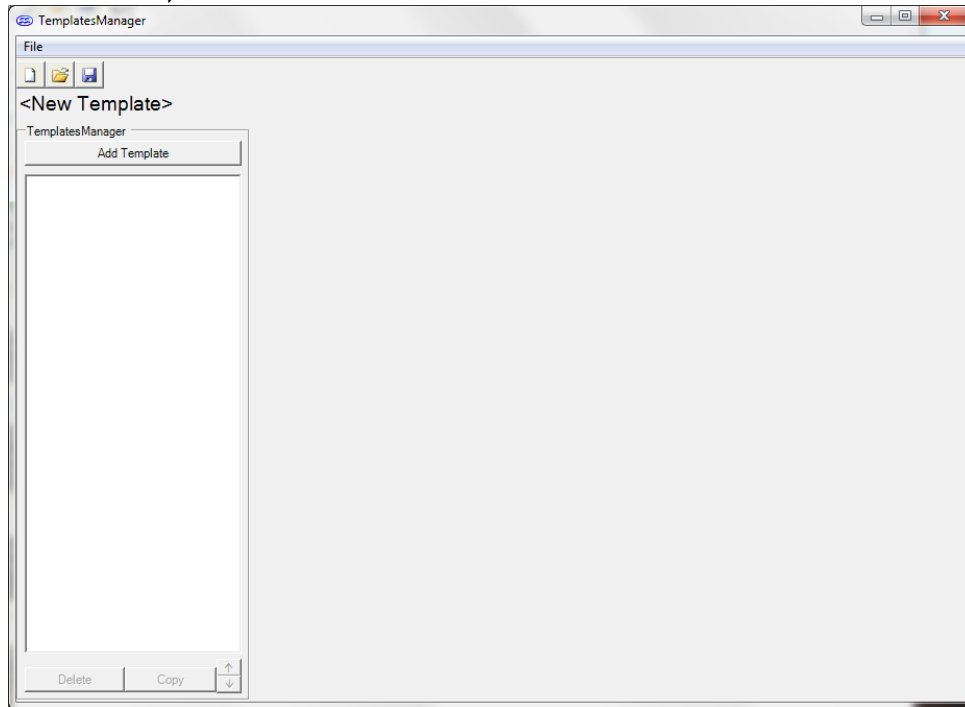 TemplatesManager
File
<New Template>
TemplatesManager
Add Template
Delete Copy